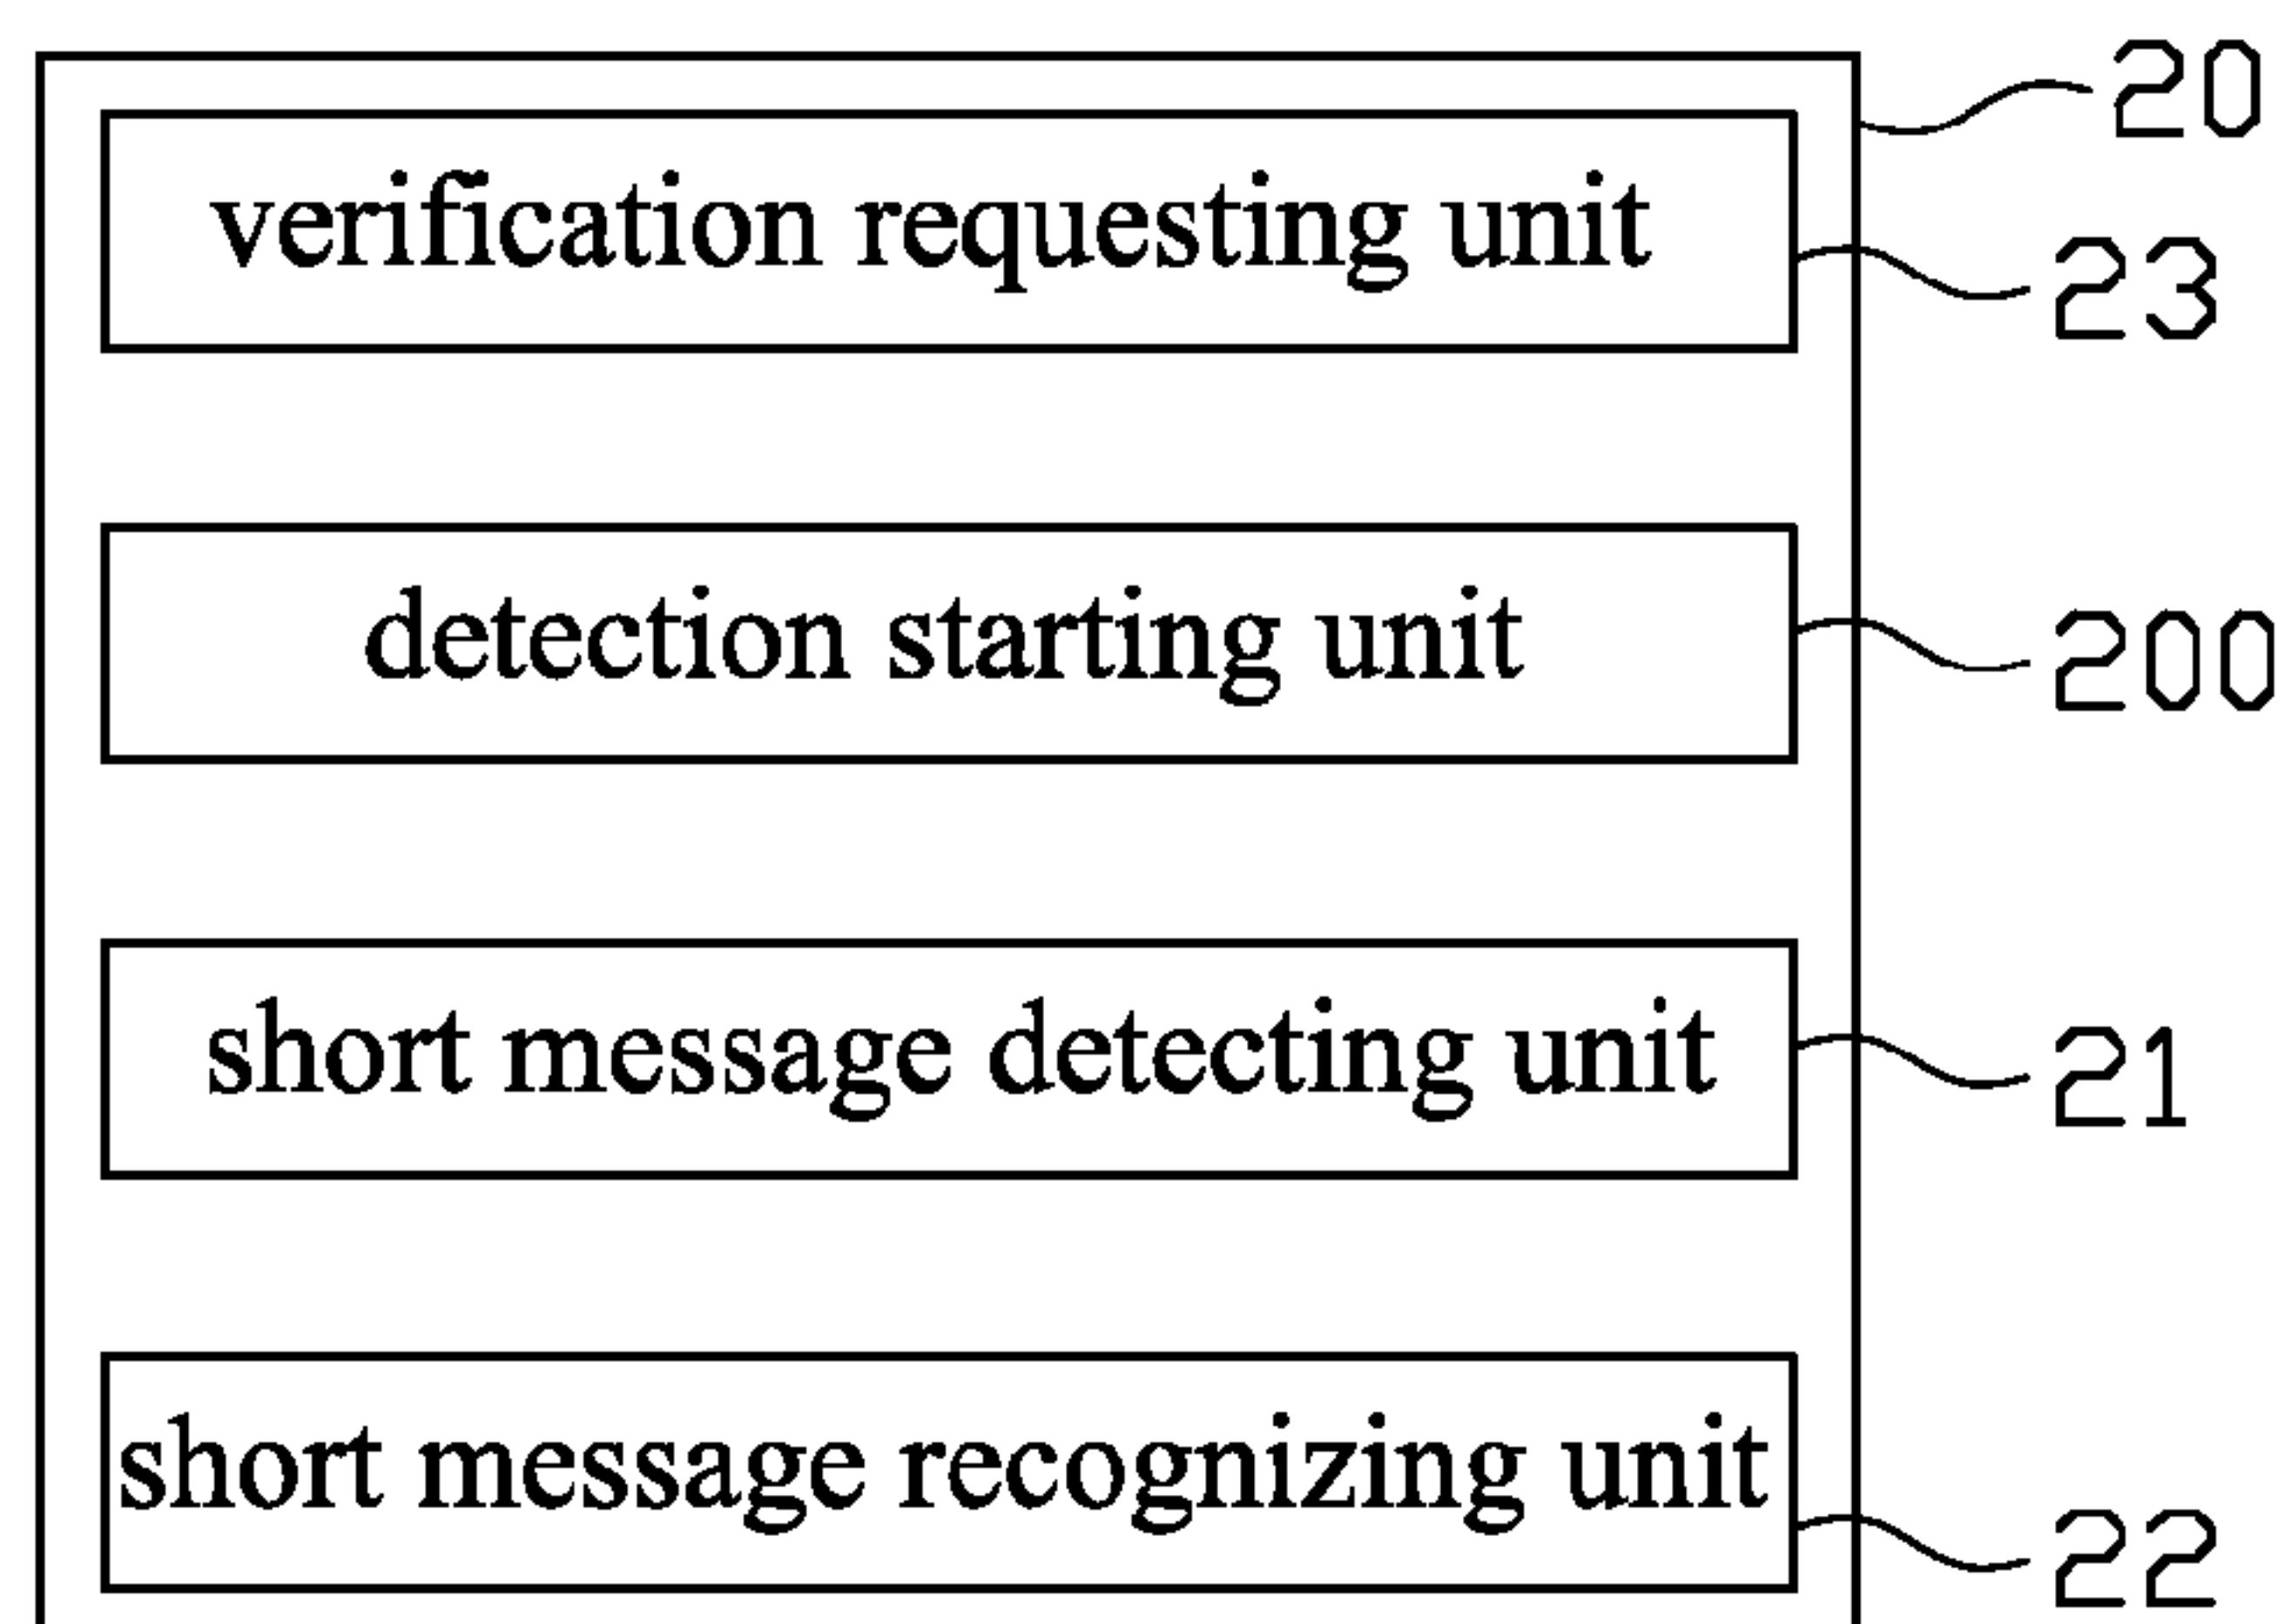 20
verification requesting unit
23
detection starting unit
200
short message detecting unit
21
short message recognizing unit
22